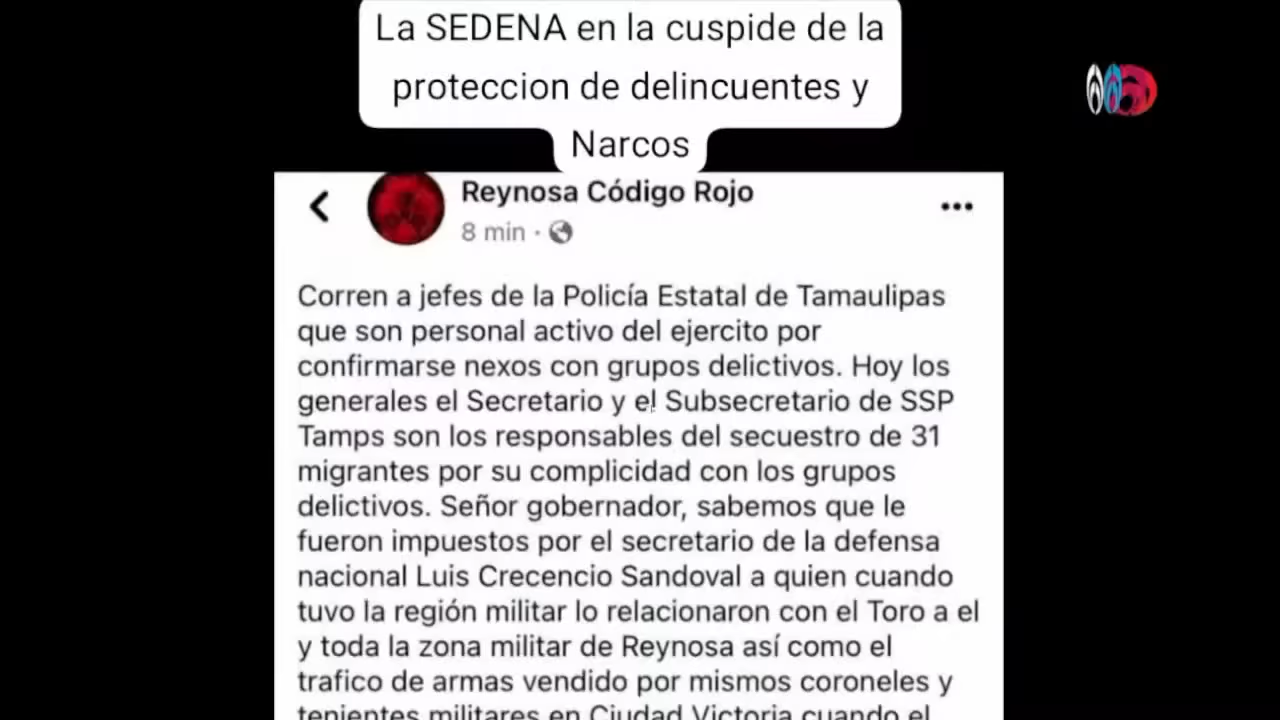 La SEDENA en la cuspide de la
proteccion de delincuentes y
Narcos
Reynosa Código Rojo
8 min ·
Corren a jefes de la Policía Estatal de Tamaulipas
que son personal activo del ejercito por
confirmarse nexos con grupos delictivos. Hoy los
generales el Secretario y el Subsecretario de SSP
Tamps son los responsables del secuestro de 31
migrantes por su complicidad con los grupos
delictivos. Señor gobernador, sabemos que le
fueron impuestos por el secretario de la defensa
nacional Luis Crecencio Sandoval a quien cuando
tuvo la región militar lo relacionaron con el Toro a el
y toda la zona militar de Reynosa así como el
trafico de armas vendido por mismos coroneles y
tenientes militares en Ciudad Victoria cuando el